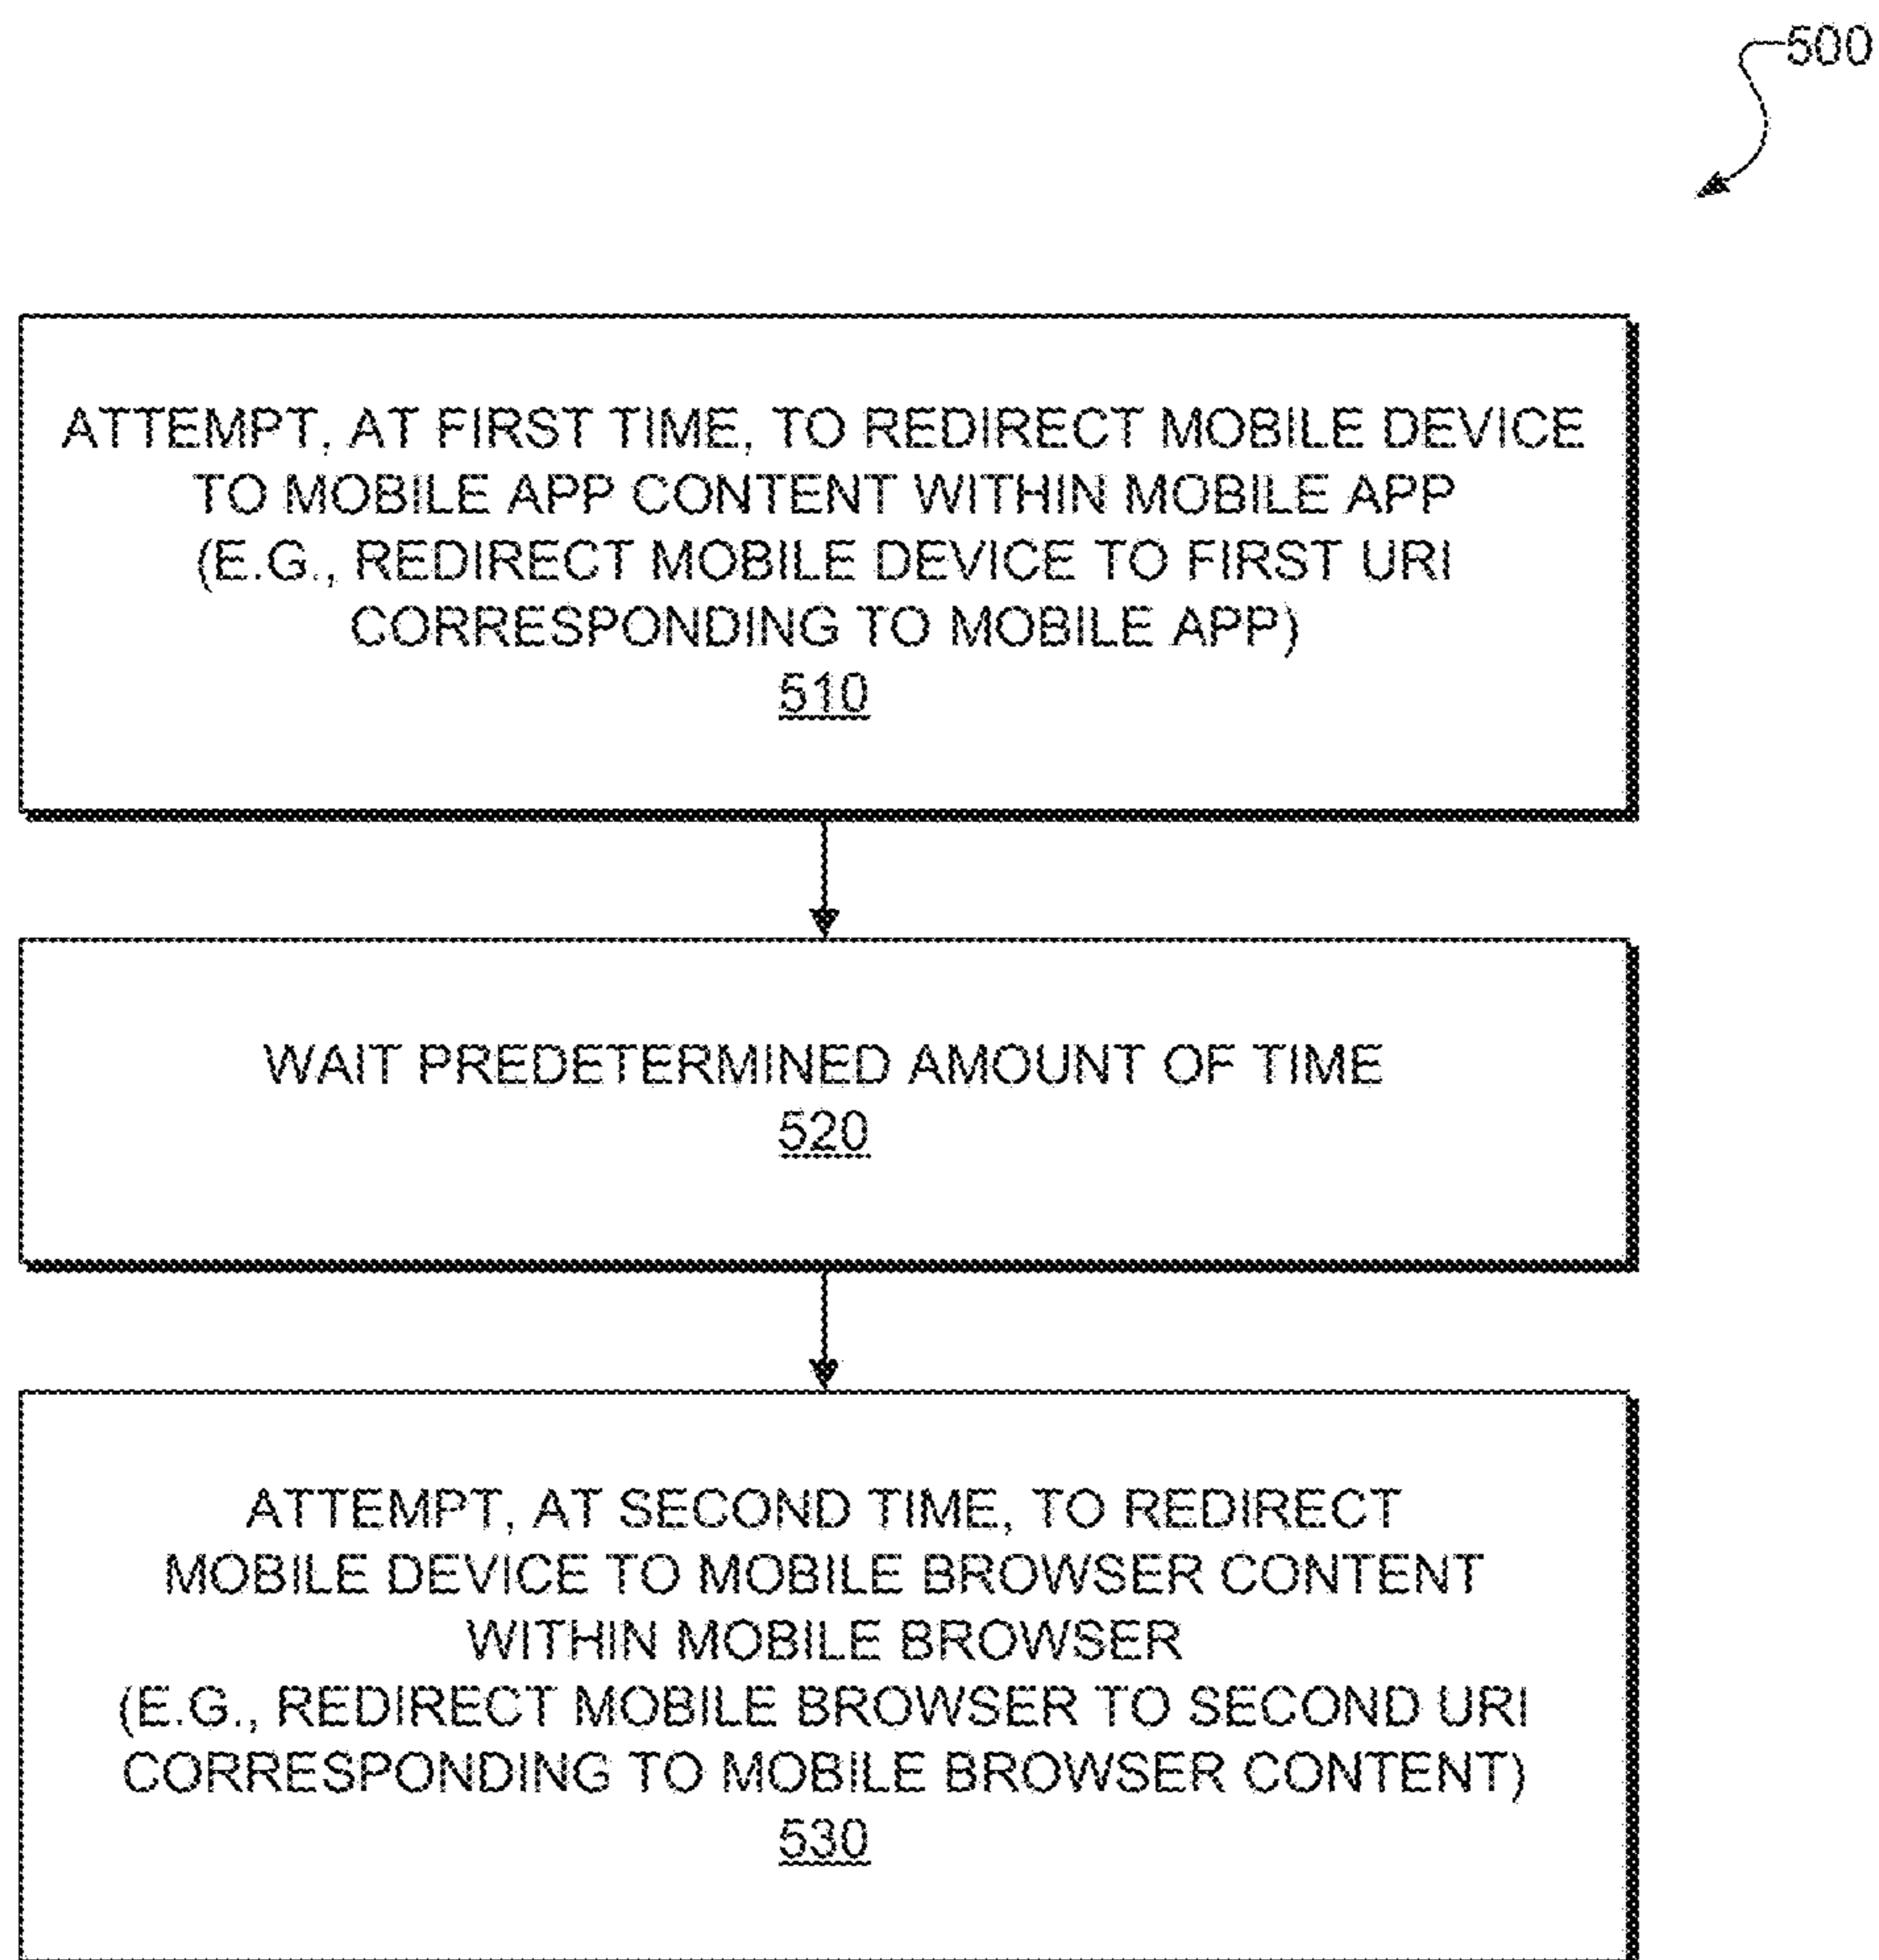 500
ATTEMPT, AT FIRST TIME, TO REDIRECT MOBILE DEVICE
TO MOBILE APP CONTENT WITHIN MOBILE APP
(E.G., REDIRECT MOBILE DEVICE TO FIRST URI
CORRESPONDING TO MOBILE APP)
510
WAIT PREDETERMINED AMOUNT OF TIME
520
ATTEMPT, AT SECOND TIME, TO REDIRECT
MOBILE DEVICE TO MOBILE BROWSER CONTENT
WITHIN MOBILE BROWSER
(E.G., REDIRECT MOBILE BROWSER TO SECOND URI
CORRESPONDING TO MOBILE BROWSER CONTENT)
530